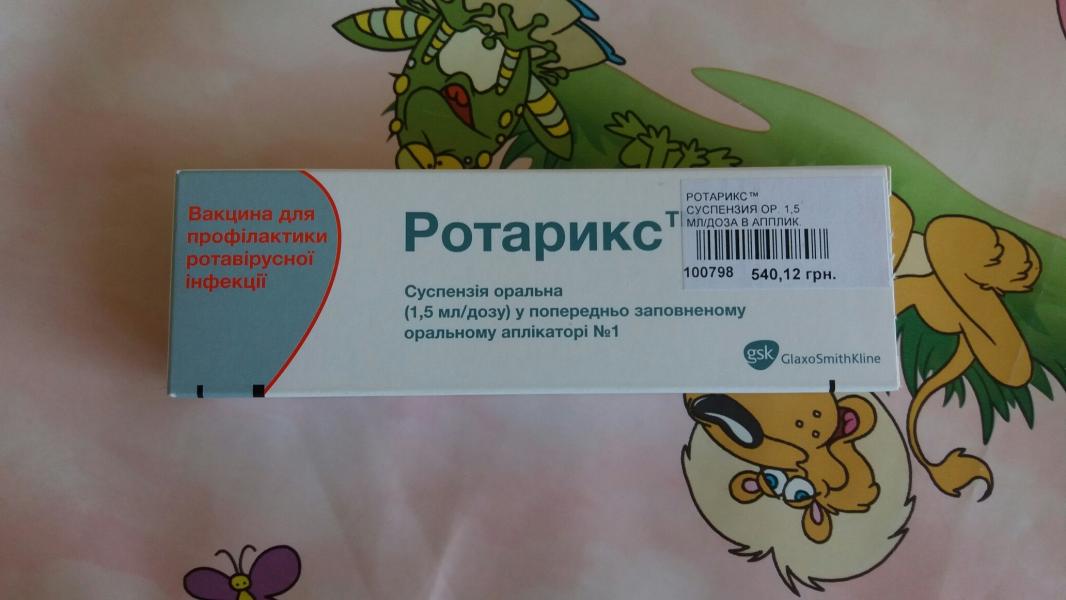 Вакцина для
профілактики
ротавірусної
інфекції
Ротарикс
Суспензія оральна
(1,5 мл/дозу) у попередньо заповненому
оральному аплікаторі №1
РОТАРИКС™
СУСПЕНЗИЯ ОР. 1,5
МЛ/ДОЗА В АППЛИК.
100798 540,12 грн.
gsk GlaxoSmithKline